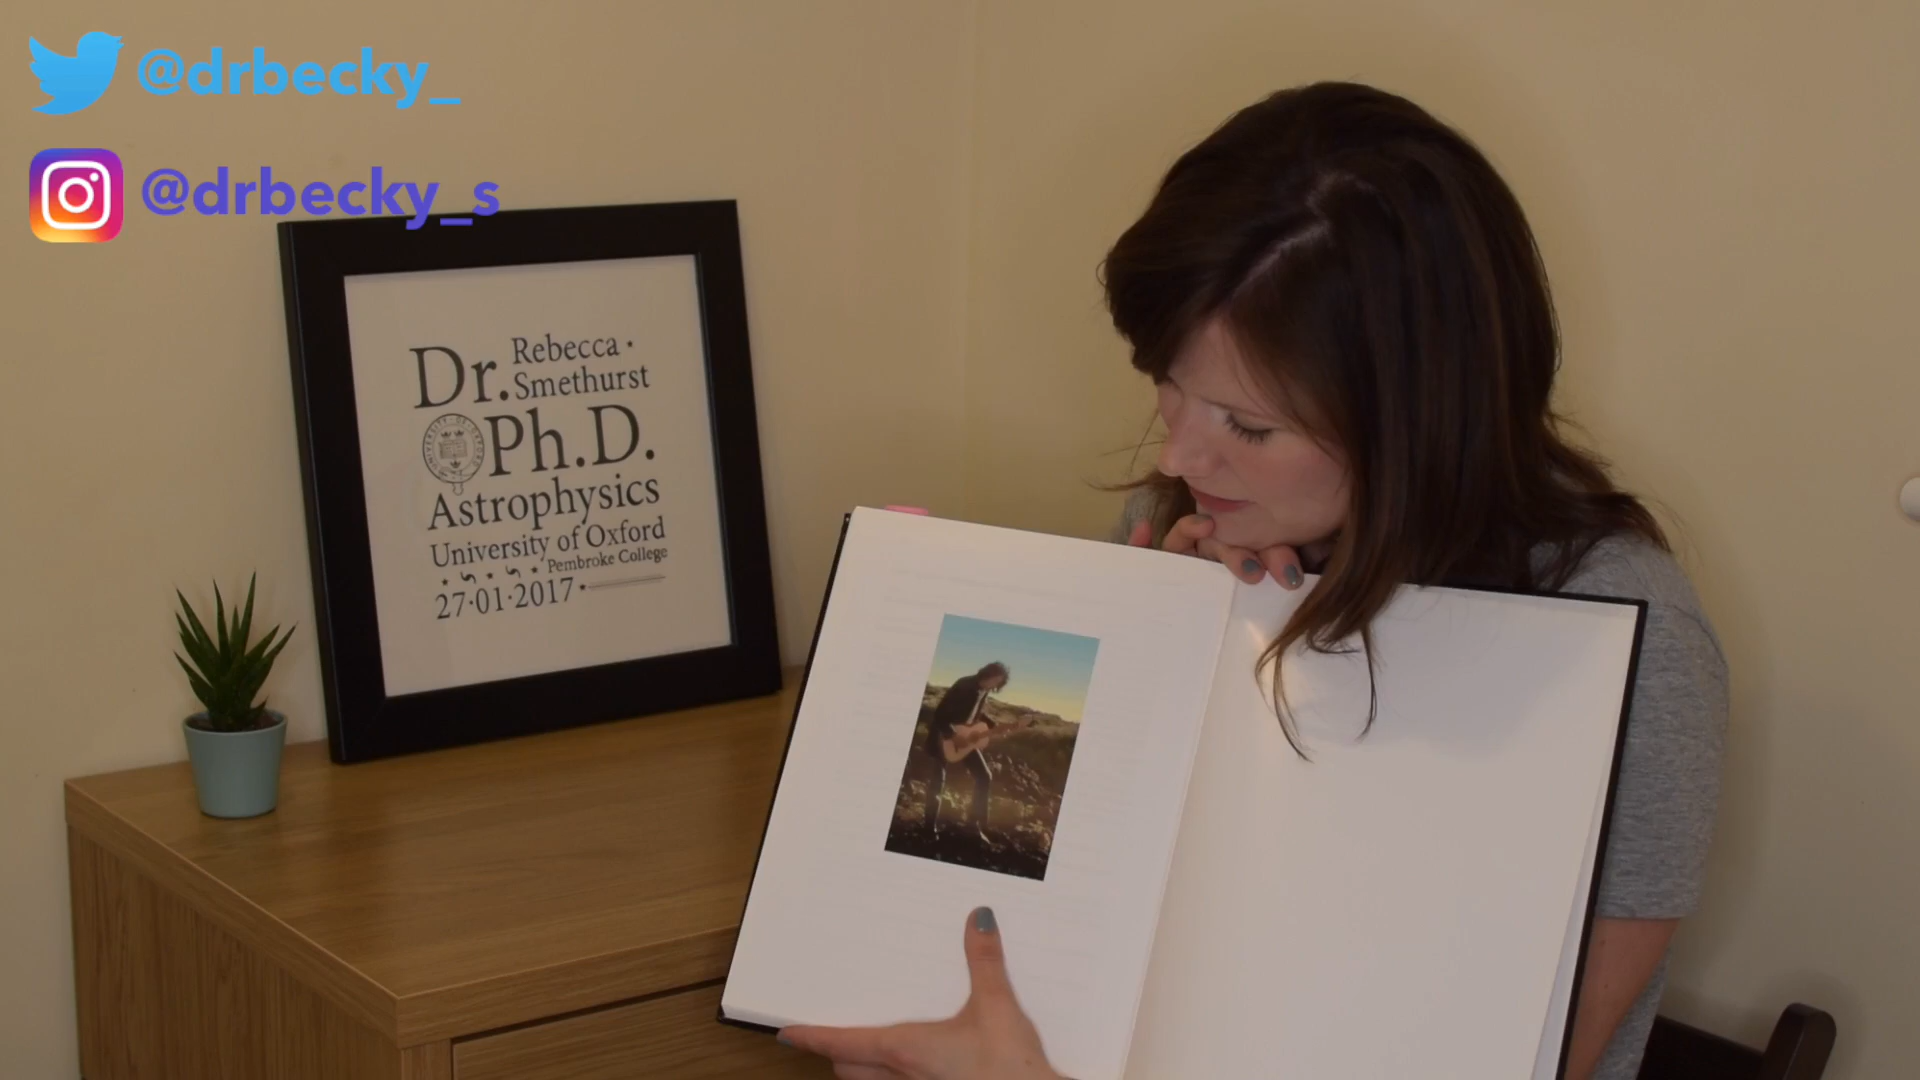 @drbecky_
@drbecky_s
Dr. Rebecca
Smethurst
Ph.D.
Astrophysics
University of Oxford
Pembroke College
27·01·2017